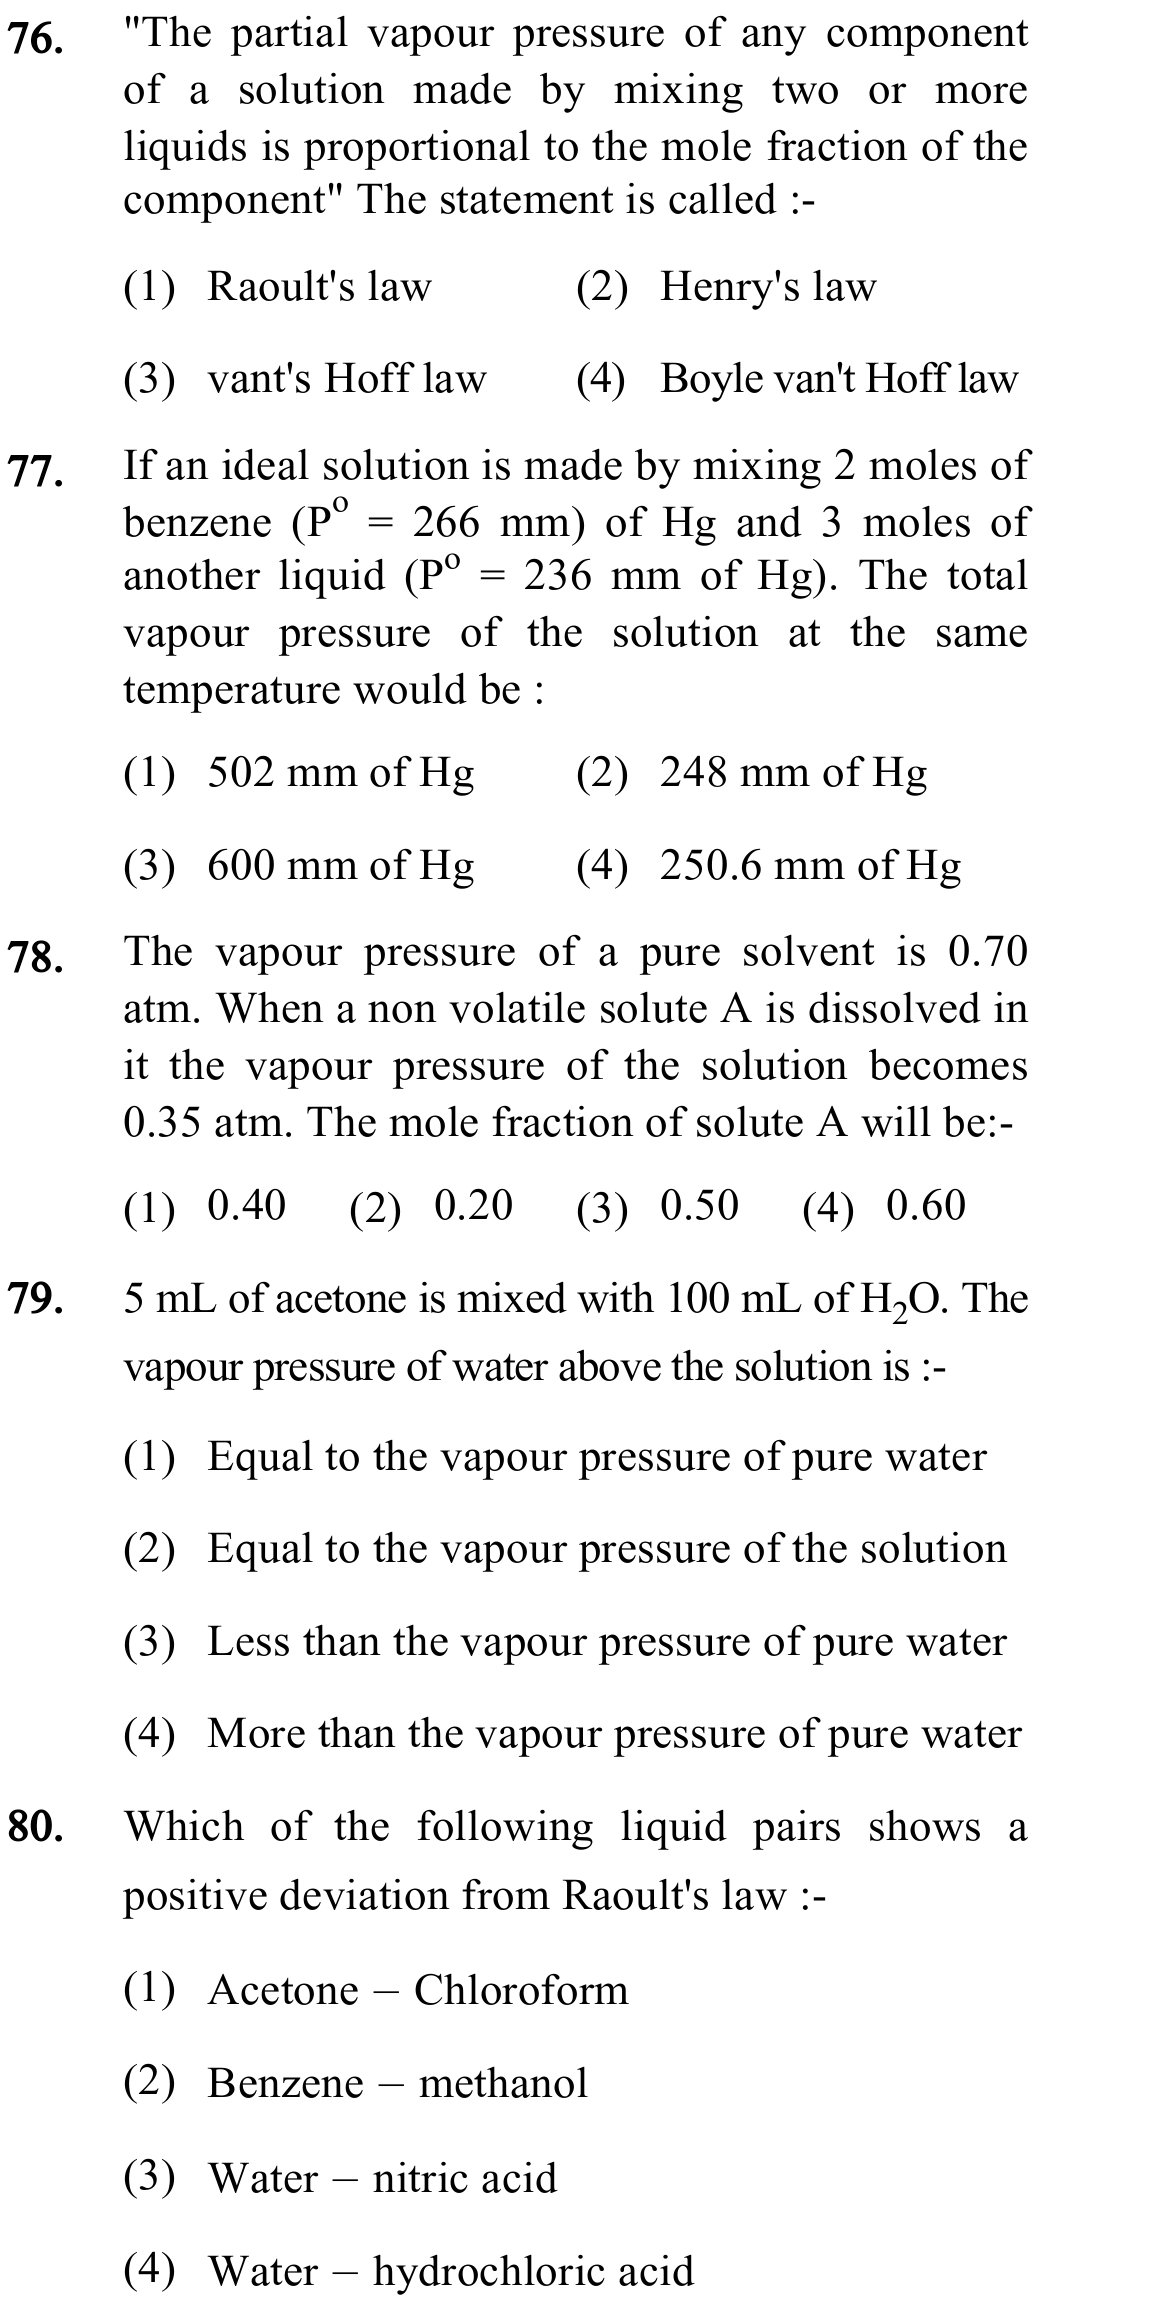 76. "The partial vapour pressure of any component
of a solution made by mixing two or more
liquids is proportional to the mole fraction of the
component" The statement is called :-
(1) Raoult's law (2) Henry's law
(3) vant's Hoff law (4) Boyle van't Hoff law
77. If an ideal solution is made by mixing 2 moles of
benzene (Pº = 266 mm) of Hg and 3 moles of
another liquid (Pº = 236 mm of Hg). The total
vapour pressure of the solution at the same
temperature would be :
(1) 502 mm of Hg (2) 248 mm of Hg
(3) 600 mm of Hg (4) 250.6 mm of Hg
78. The vapour pressure of a pure solvent is 0.70
atm. When a non volatile solute A is dissolved in
it the vapour pressure of the solution becomes
0.35 atm. The mole fraction of solute A will be:-
(1) 0.40 (2) 0.20 (3) 0.50 (4) 0.60
79. 5 mL of acetone is mixed with 100 mL of H₂O. The
vapour pressure of water above the solution is :-
(1) Equal to the vapour pressure of pure water
(2) Equal to the vapour pressure of the solution
(3) Less than the vapour pressure of pure water
(4) More than the vapour pressure of pure water
80. Which of the following liquid pairs shows a
positive deviation from Raoult's law :-
(1) Acetone – Chloroform
(2) Benzene – methanol
(3) Water – nitric acid
(4) Water – hydrochloric acid